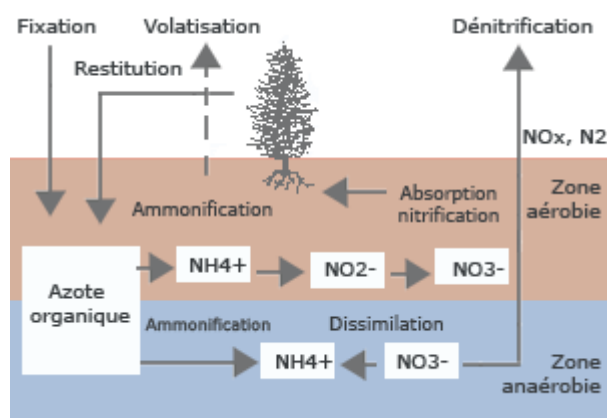 Fixation
Volatisation
Dénitrification
Restitution
NOx, N2
Ammonification
Absorption
nitrification
Zone
aérobie
NH4+
NO2-
NO3-
Azote
organique
Ammonification
Dissimilation
NH4+
NO3-
Zone
anaérobie